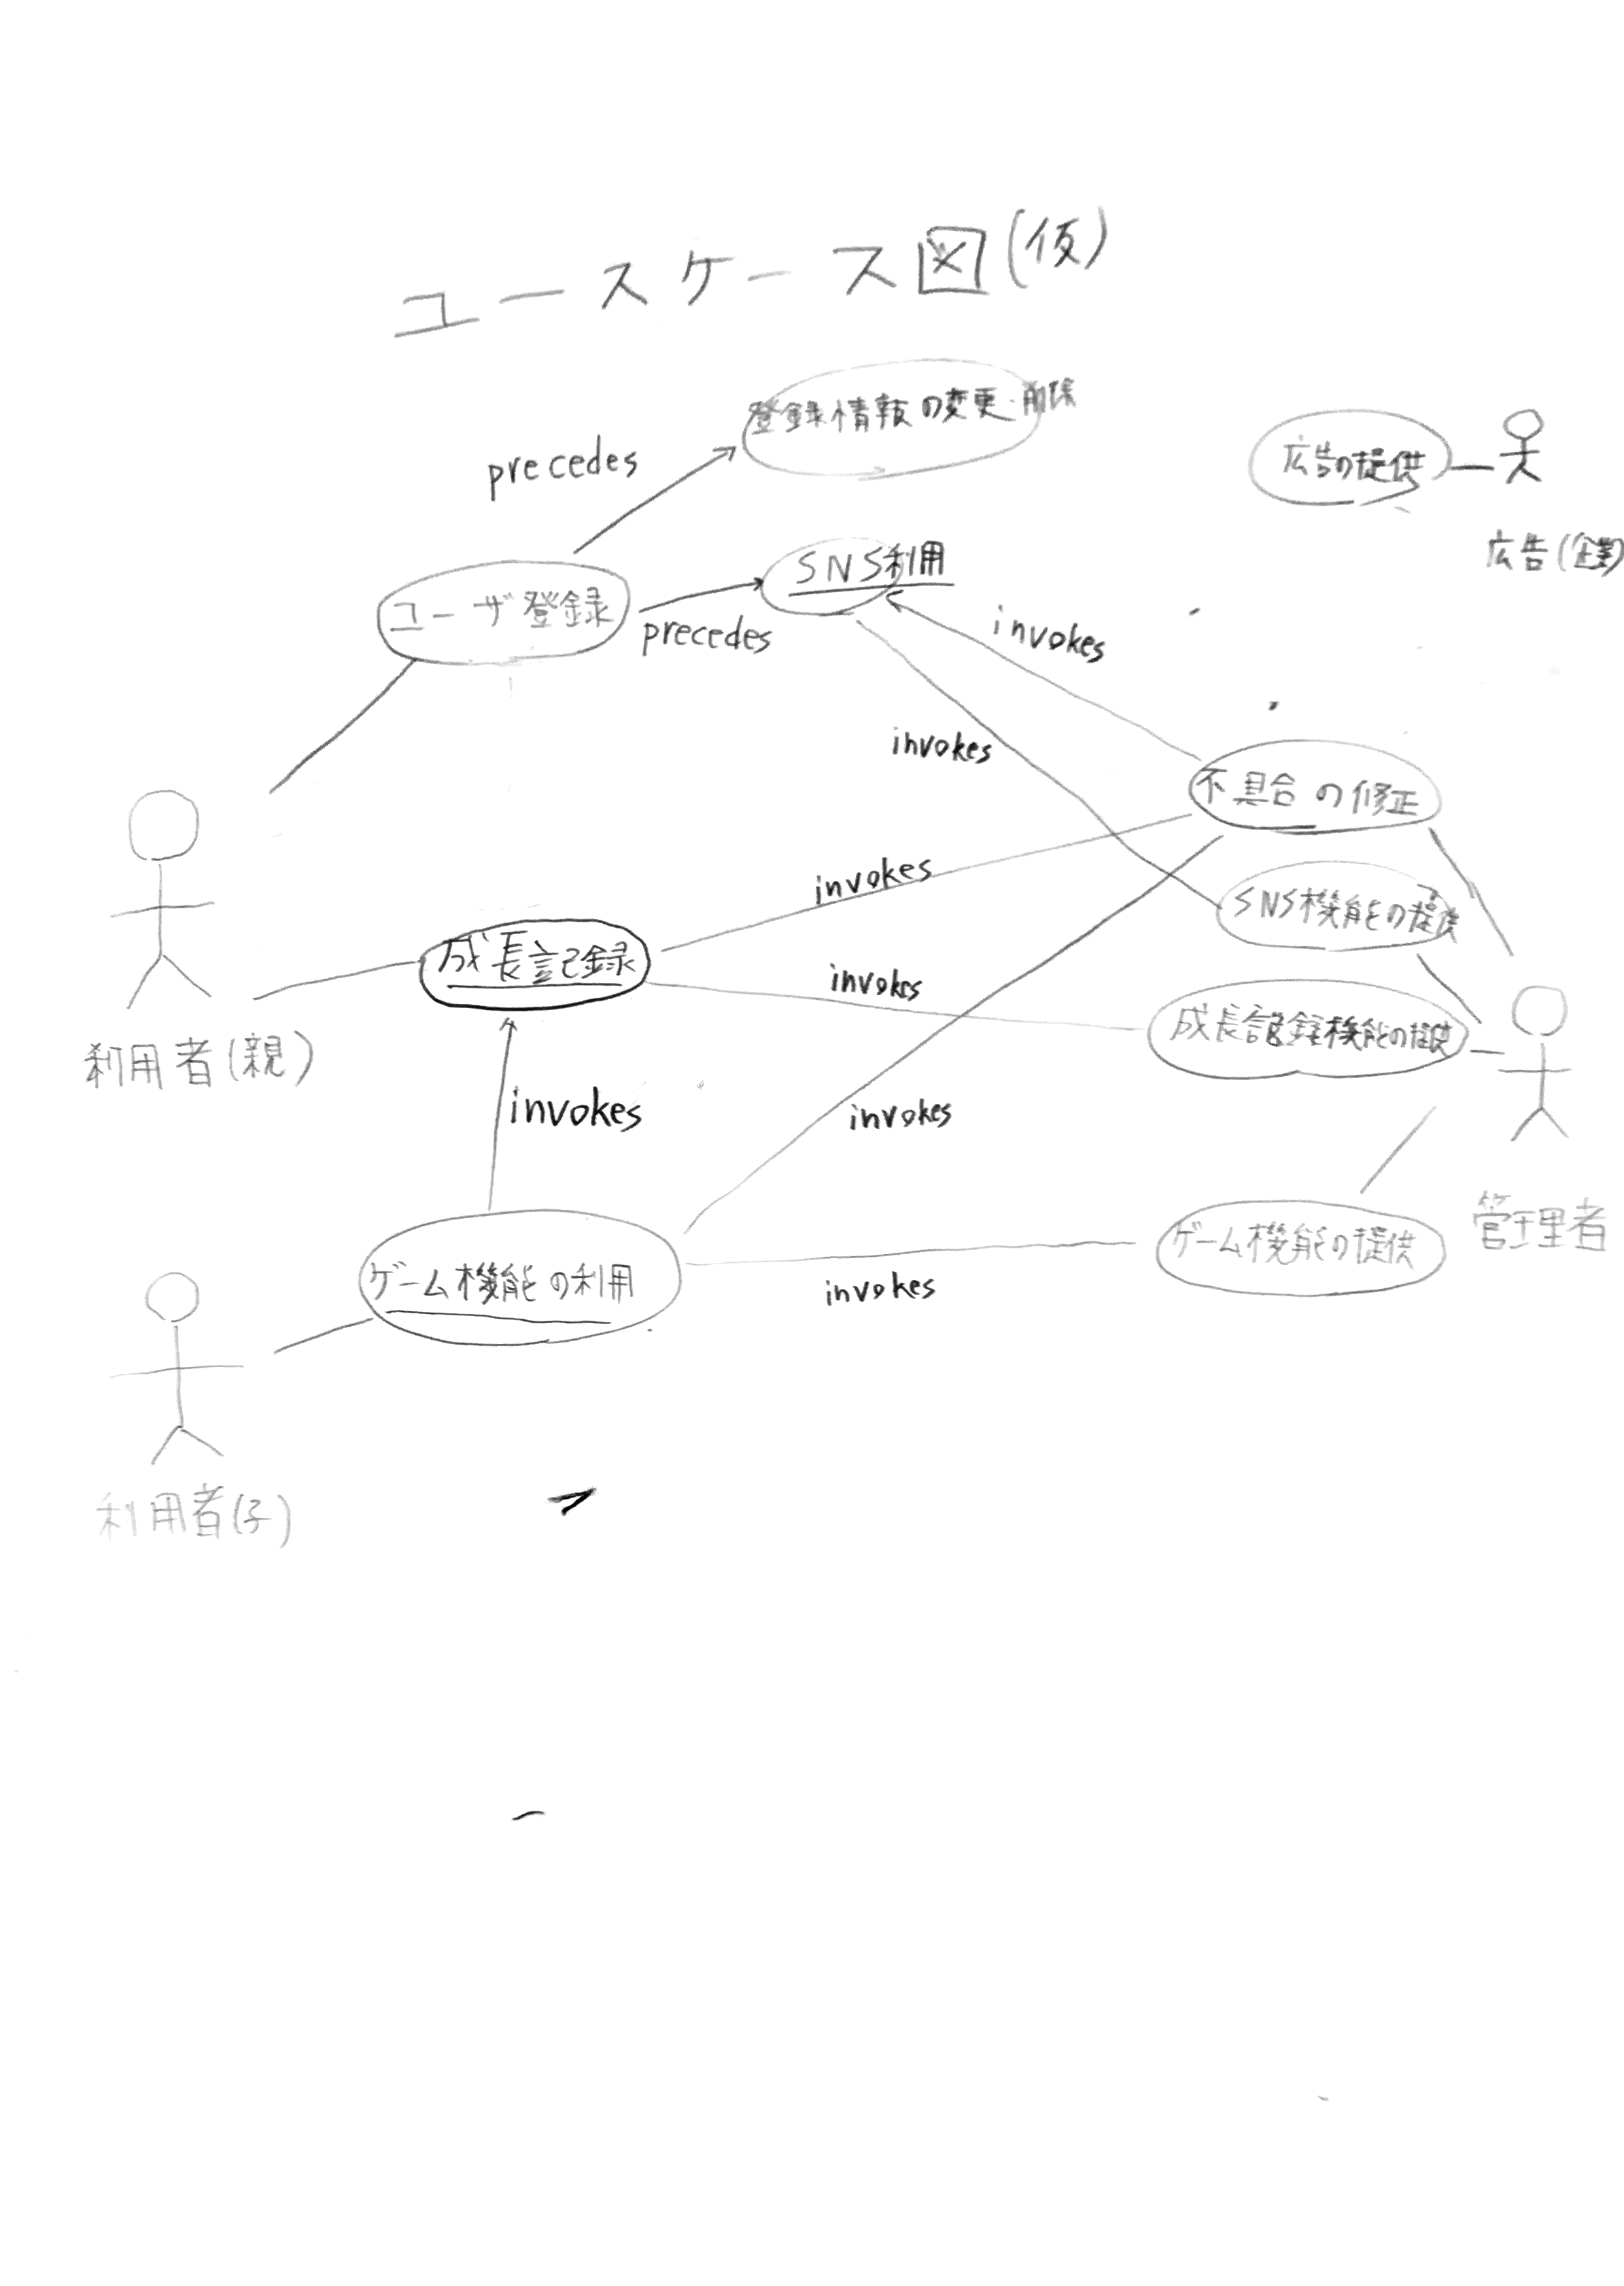 ユースケース図(仮)
登録情報の変更・削除
precedes
広告の提供
広告(企業)
SNS利用
ユーザ登録
precedes
invokes
invokes
不具合の修正
invokes
SNS機能の提供
成長記録
invokes
成長記録機能の提供
利用者(親)
invokes
invokes
管理者
ゲーム機能の提供
ゲーム機能の利用
invokes
利用者(子)